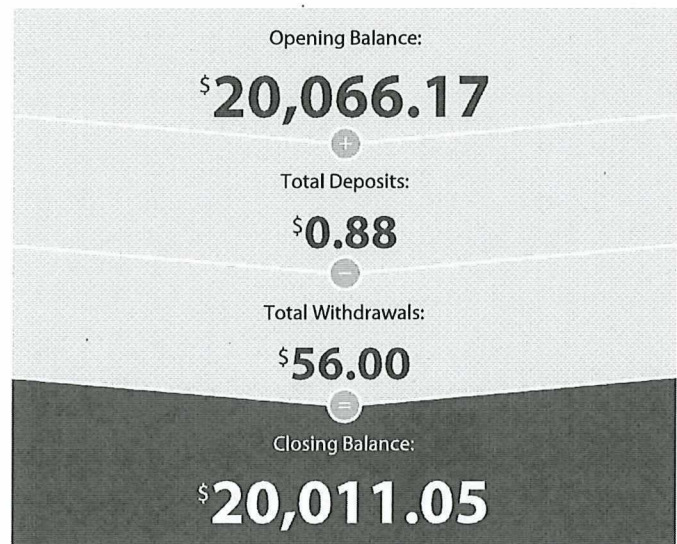 Opening Balance:
$20,066.17
+
Total Deposits:
$0.88
−
Total Withdrawals:
$56.00
=
Closing Balance:
$20,011.05